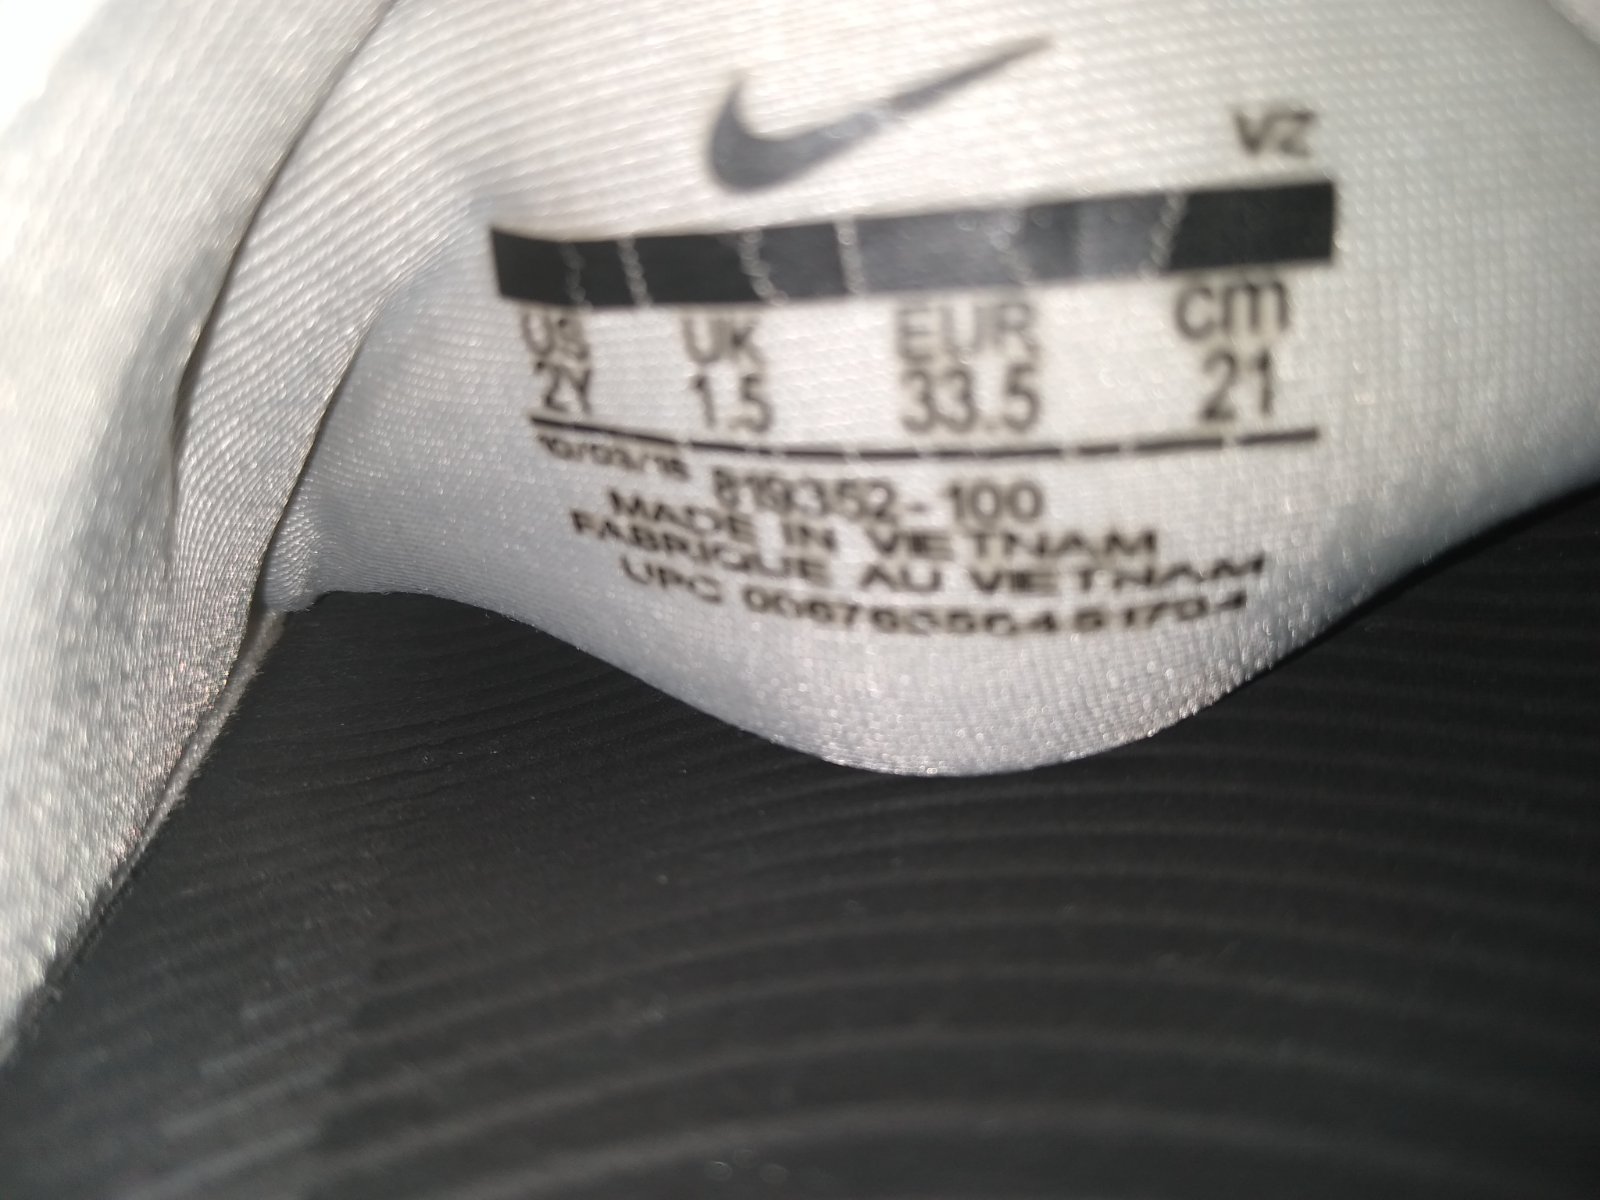 VZ
US UK EUR cm
2Y 1.5 33.5 21
819352-100
MADE IN VIETNAM
FABRIQUE AU VIETNAM
UPC